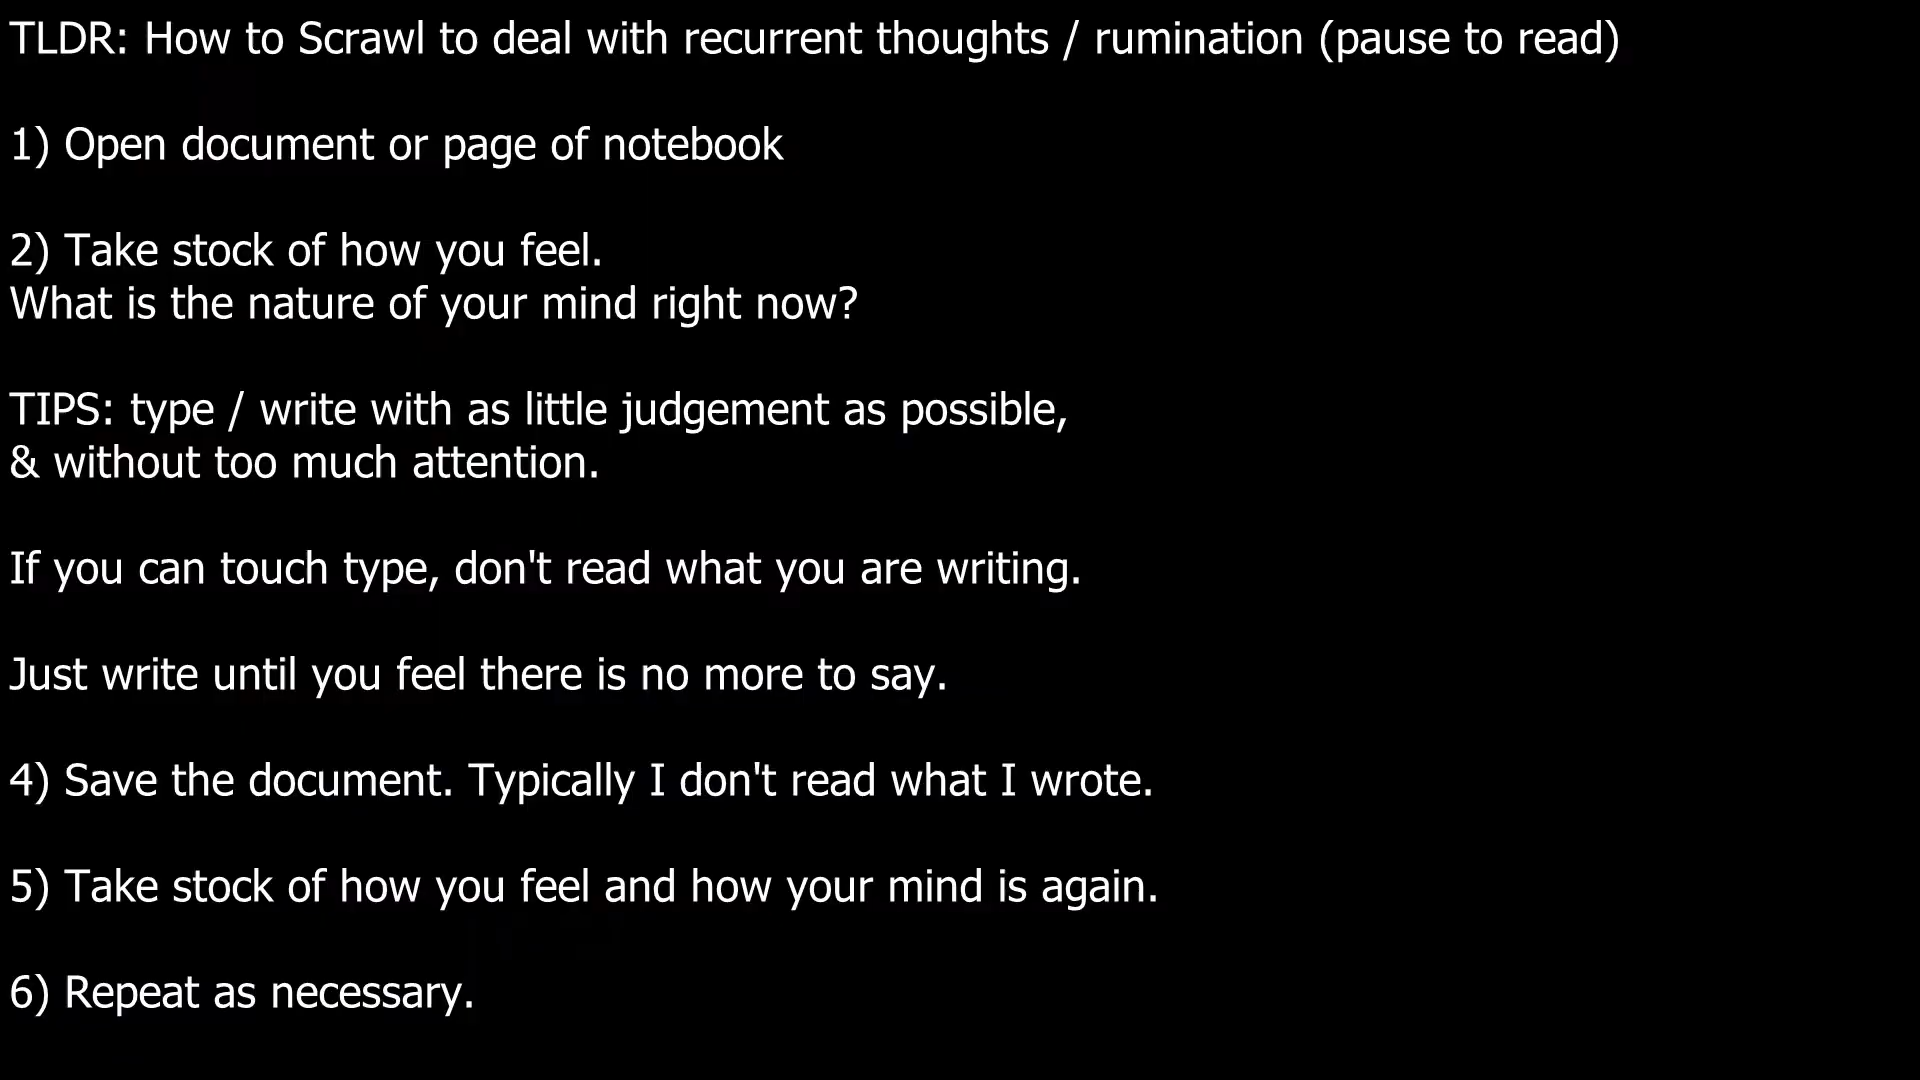 TLDR: How to Scrawl to deal with recurrent thoughts / rumination (pause to read)
1) Open document or page of notebook
2) Take stock of how you feel.
What is the nature of your mind right now?
TIPS: type / write with as little judgement as possible,
& without too much attention.
If you can touch type, don't read what you are writing.
Just write until you feel there is no more to say.
4) Save the document. Typically I don't read what I wrote.
5) Take stock of how you feel and how your mind is again.
6) Repeat as necessary.